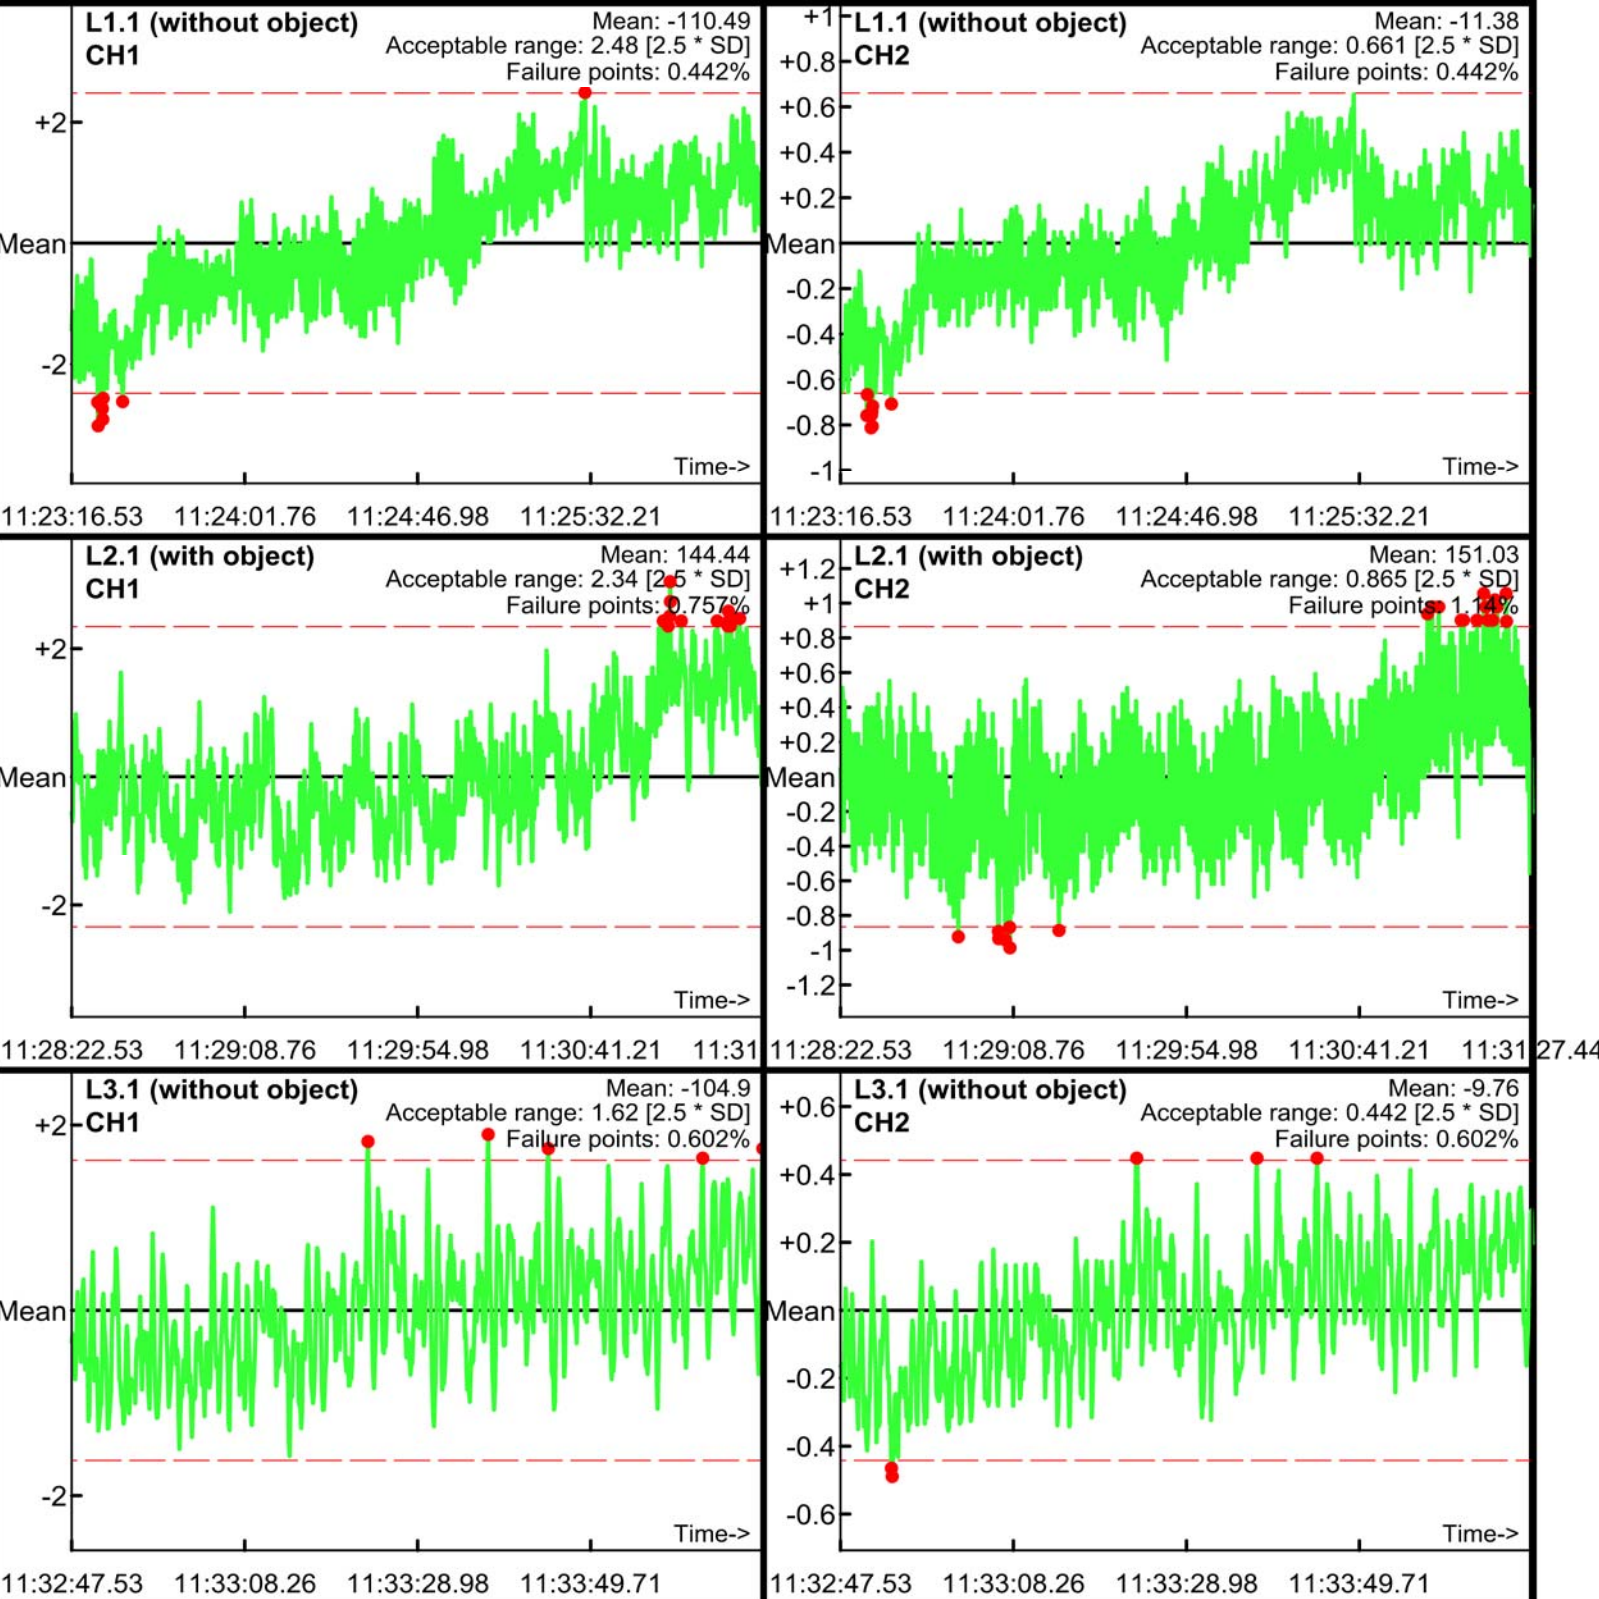 L1.1 (without object)
CH1
Mean: -110.49
Acceptable range: 2.48 [2.5 * SD]
Failure points: 0.442%
+2
Mean
-2
Time->
11:23:16.53 11:24:01.76 11:24:46.98 11:25:32.21
L1.1 (without object)
CH2
Mean: -11.38
Acceptable range: 0.661 [2.5 * SD]
Failure points: 0.442%
+1
+0.8
+0.6
+0.4
+0.2
Mean
-0.2
-0.4
-0.6
-0.8
-1
Time->
11:23:16.53 11:24:01.76 11:24:46.98 11:25:32.21
L2.1 (with object)
CH1
Mean: 144.44
Acceptable range: 2.34 [2.5 * SD]
Failure points: 0.757%
+2
Mean
-2
Time->
11:28:22.53 11:29:08.76 11:29:54.98 11:30:41.21 11:31
L2.1 (with object)
CH2
Mean: 151.03
Acceptable range: 0.865 [2.5 * SD]
Failure points: 1.14%
+1.2
+1
+0.8
+0.6
+0.4
+0.2
Mean
-0.2
-0.4
-0.6
-0.8
-1
-1.2
Time->
11:28:22.53 11:29:08.76 11:29:54.98 11:30:41.21 11:31:27.44
L3.1 (without object)
CH1
Mean: -104.9
Acceptable range: 1.62 [2.5 * SD]
Failure points: 0.602%
+2
Mean
-2
Time->
11:32:47.53 11:33:08.26 11:33:28.98 11:33:49.71
L3.1 (without object)
CH2
Mean: -9.76
Acceptable range: 0.442 [2.5 * SD]
Failure points: 0.602%
+0.6
+0.4
+0.2
Mean
-0.2
-0.4
-0.6
Time->
11:32:47.53 11:33:08.26 11:33:28.98 11:33:49.71